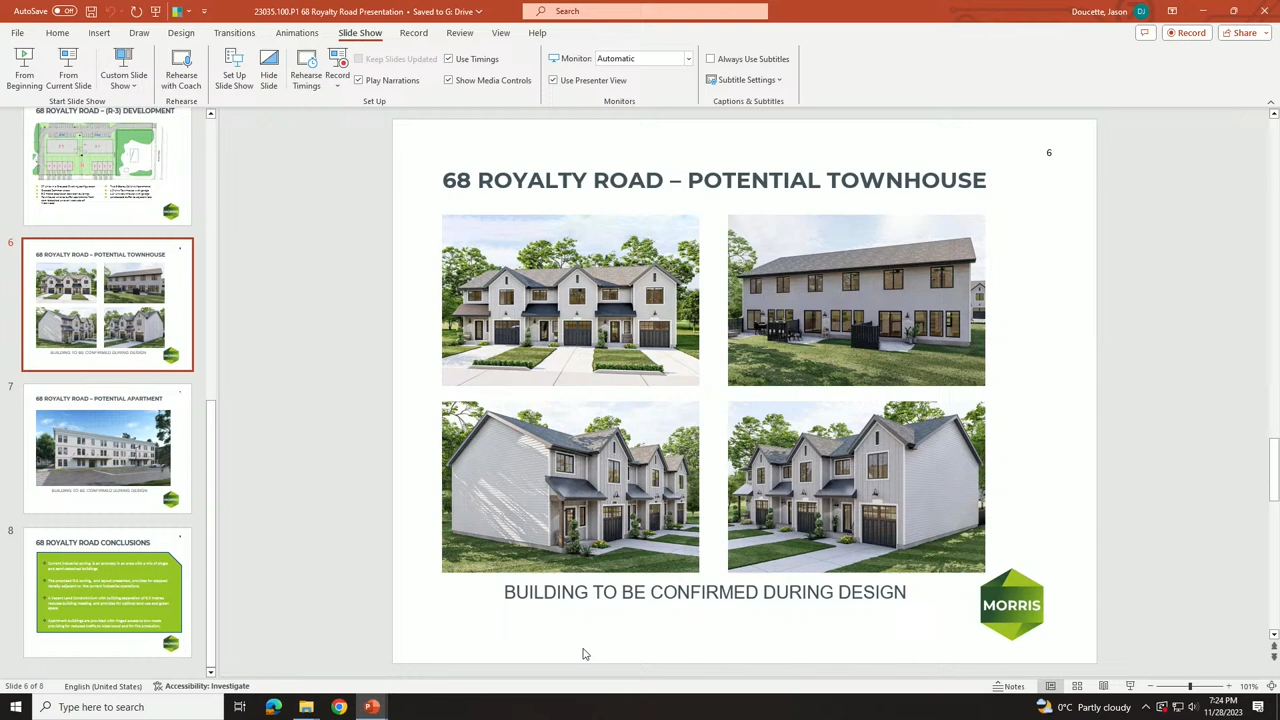 AutoSave Off
23035.100.P1 68 Royalty Road Presentation • Saved to G: Drive
Search
Doucette, Jason DJ
File Home Insert Draw Design Transitions Animations Slide Show Record Review View Help
Record Share
From Beginning
From Current Slide
Custom Slide Show
Rehearse with Coach
Set Up Slide Show
Hide Slide
Rehearse Timings
Record
Keep Slides Updated
Play Narrations
Use Timings
Show Media Controls
Monitor: Automatic
Use Presenter View
Always Use Subtitles
Subtitle Settings
Start Slide Show Rehearse Set Up Monitors Captions & Subtitles
68 ROYALTY ROAD – (R-3) DEVELOPMENT
MORRIS
6
68 ROYALTY ROAD – POTENTIAL TOWNHOUSE
BUILDING TO BE CONFIRMED DURING DESIGN
7
68 ROYALTY ROAD – POTENTIAL APARTMENT
BUILDING TO BE CONFIRMED DURING DESIGN
8
68 ROYALTY ROAD CONCLUSIONS
6
68 ROYALTY ROAD – POTENTIAL TOWNHOUSE
BUILDING TO BE CONFIRMED DURING DESIGN
MORRIS
Slide 6 of 8 English (United States) Accessibility: Investigate
Notes
101%
Type here to search
0°C Partly cloudy
7:24 PM
11/28/2023